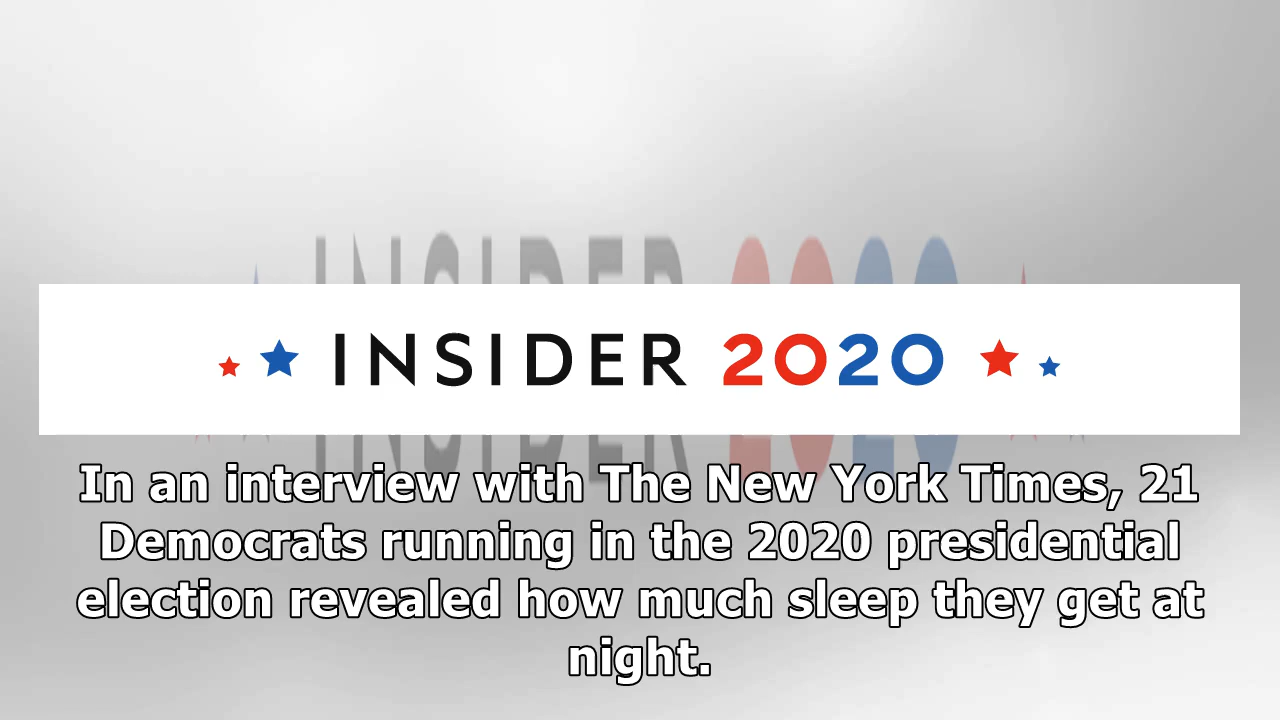 INSIDER 2020
In an interview with The New York Times, 21
Democrats running in the 2020 presidential
election revealed how much sleep they get at
night.